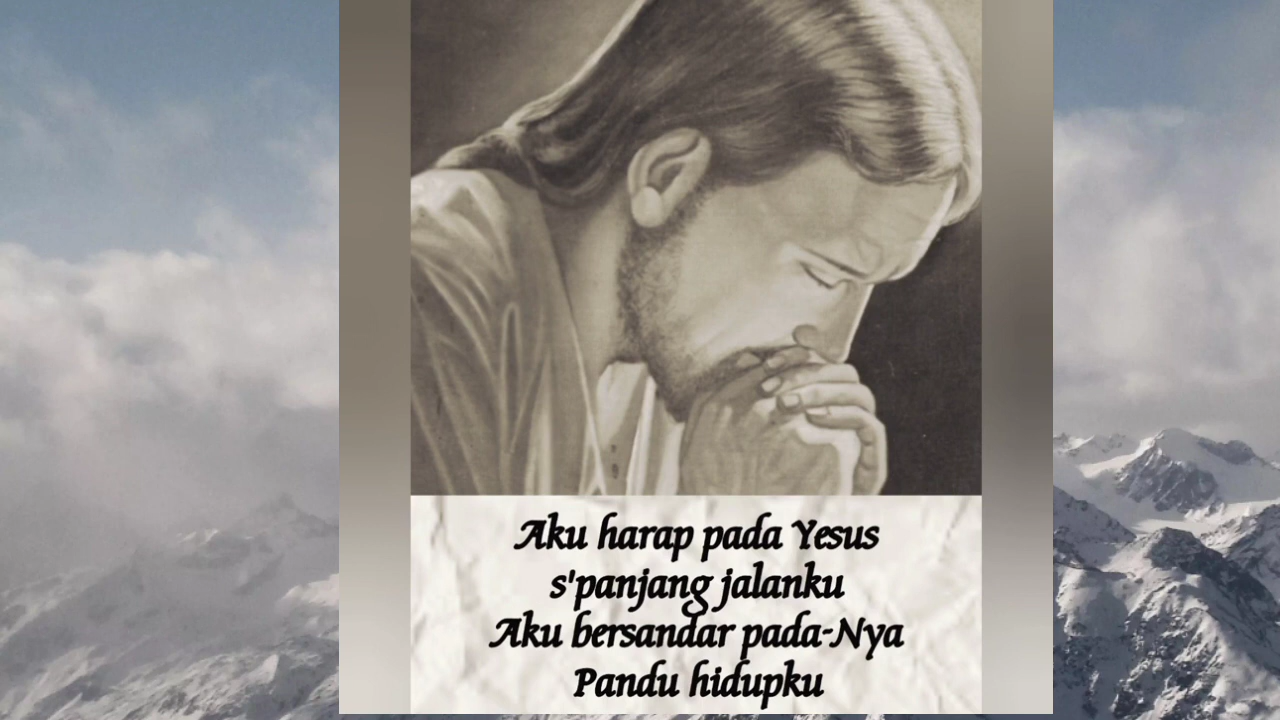 Aku harap pada Yesus
s'panjang jalanku
Aku bersandar pada-Nya
Pandu hidupku